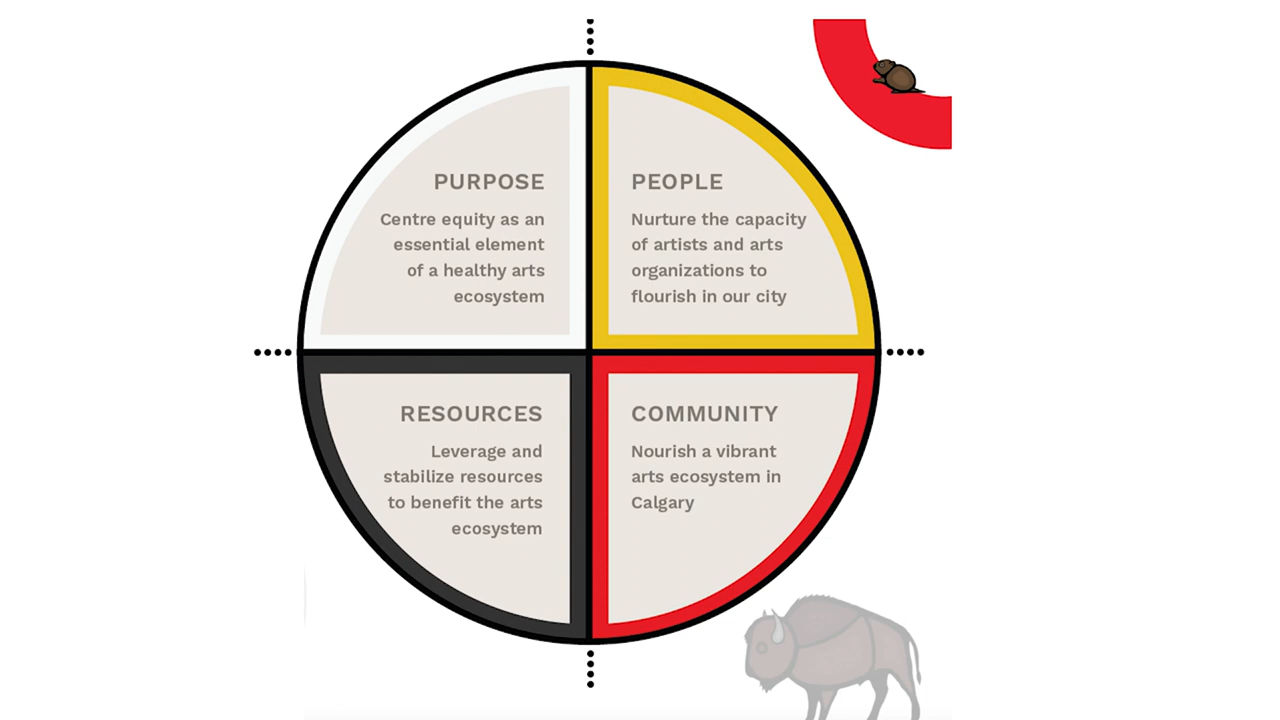 PURPOSE
Centre equity as an
essential element
of a healthy arts
ecosystem
PEOPLE
Nurture the capacity
of artists and arts
organizations to
flourish in our city
RESOURCES
Leverage and
stabilize resources
to benefit the arts
ecosystem
COMMUNITY
Nourish a vibrant
arts ecosystem in
Calgary